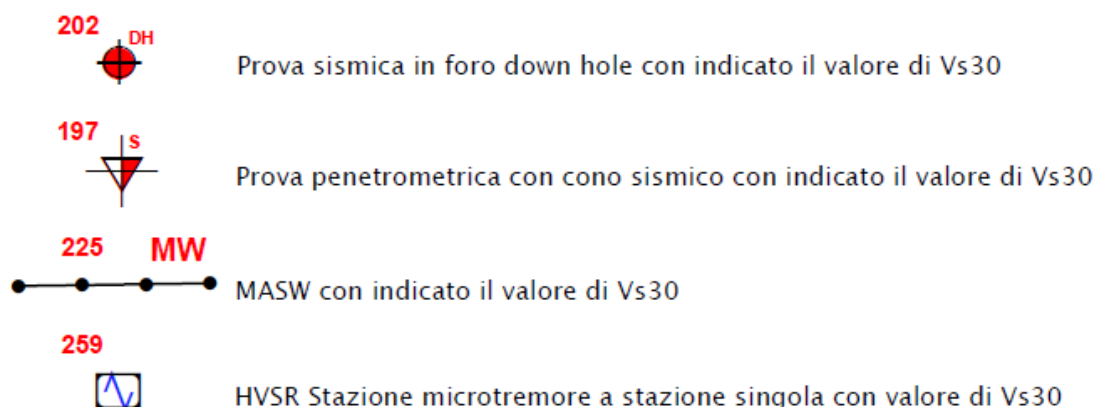 202 DH
Prova sismica in foro down hole con indicato il valore di Vs30
197 S
Prova penetrometrica con cono sismico con indicato il valore di Vs30
225 MW
MASW con indicato il valore di Vs30
259
HVSR Stazione microtremore a stazione singola con valore di Vs30